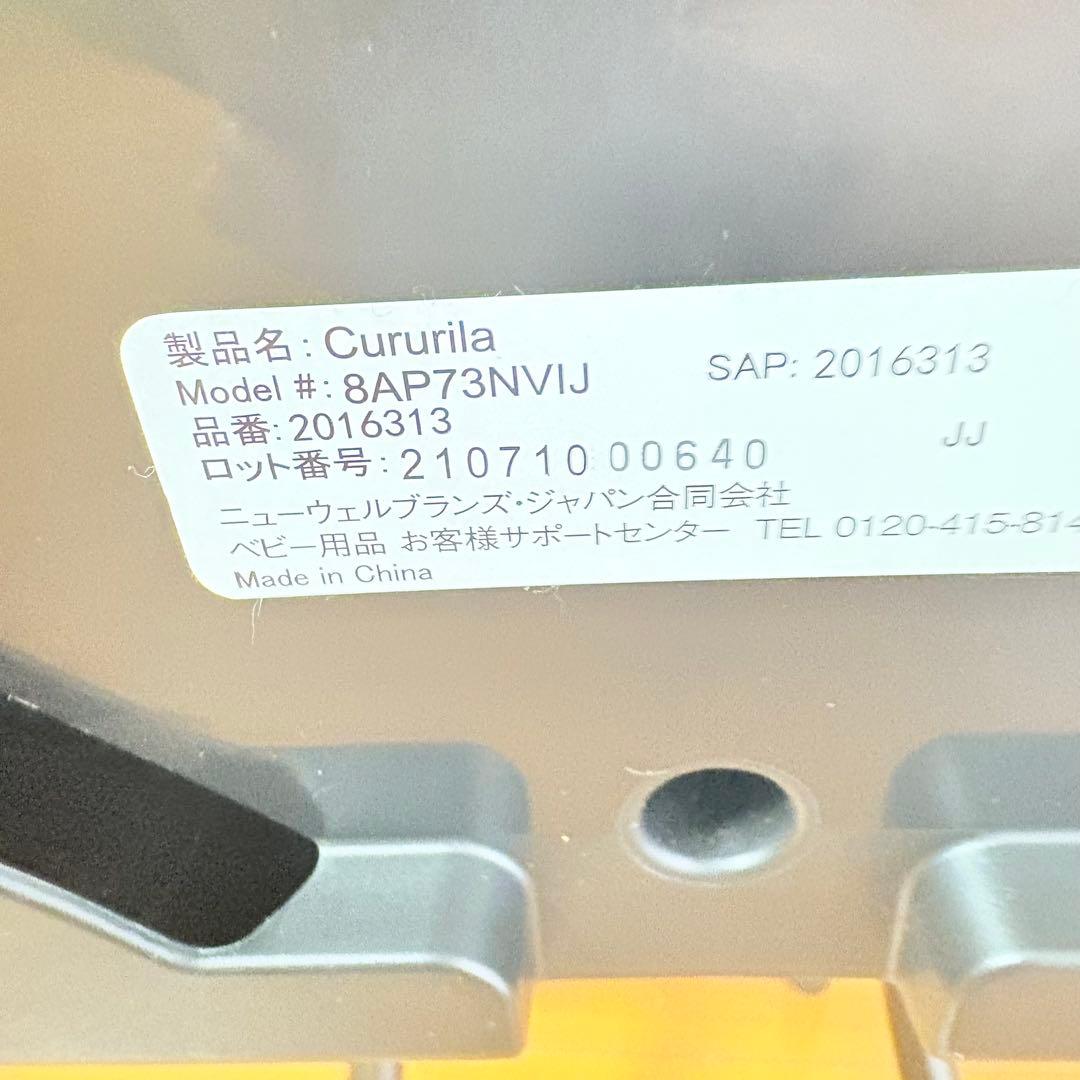 製品名: Cururila
Model #: 8AP73NVIJ SAP: 2016313
品番: 2016313 JJ
ロット番号: 210710 00640
ニューウェルブランズ・ジャパン合同会社
ベビー用品 お客様サポートセンター TEL 0120-415-814
Made in China